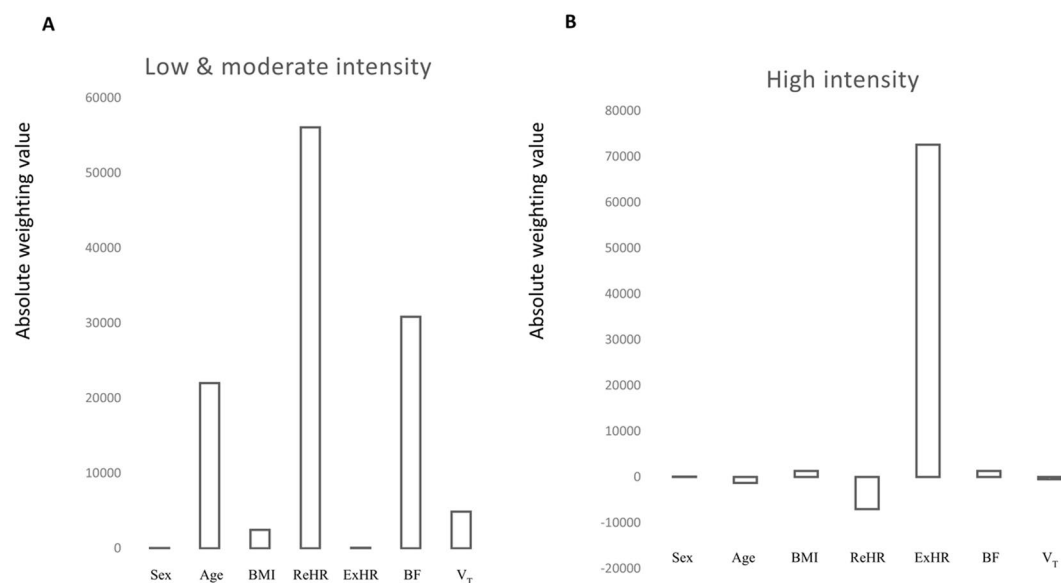 A
Low & moderate intensity
Absolute weighting value
60000
50000
40000
30000
20000
10000
0
Sex Age BMI ReHR ExHR BF VT
B
High intensity
Absolute weighting value
80000
70000
60000
50000
40000
30000
20000
10000
0
-10000
-20000
Sex Age BMI ReHR ExHR BF VT